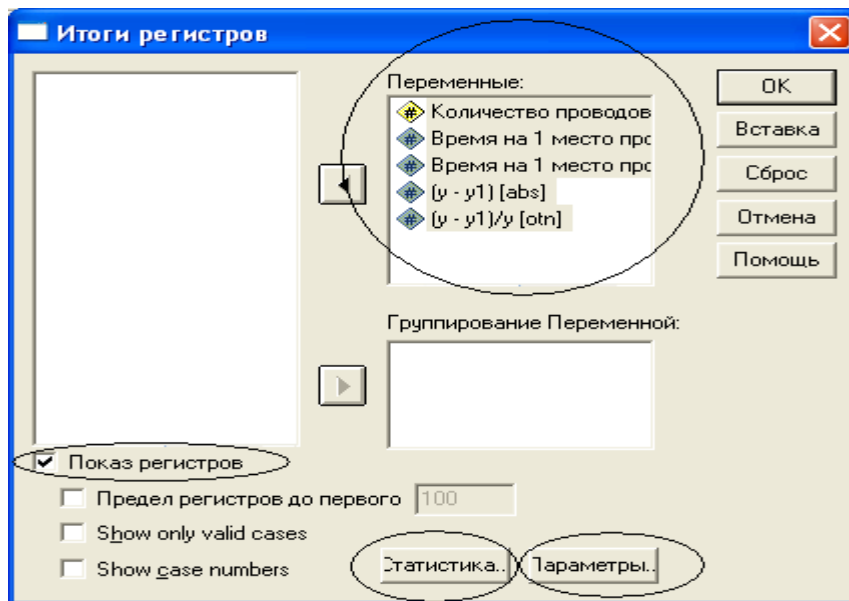 Итоги регистров
Переменные:
# Количество проводов
# Время на 1 место про
# Время на 1 место про
# (y - y1) [abs]
# (y - y1)/y [otn]
OK
Вставка
Сброс
Отмена
Помощь
Группирование Переменной:
Показ регистров
Предел регистров до первого 100
Show only valid cases
Show case numbers
Статистика..
Параметры..